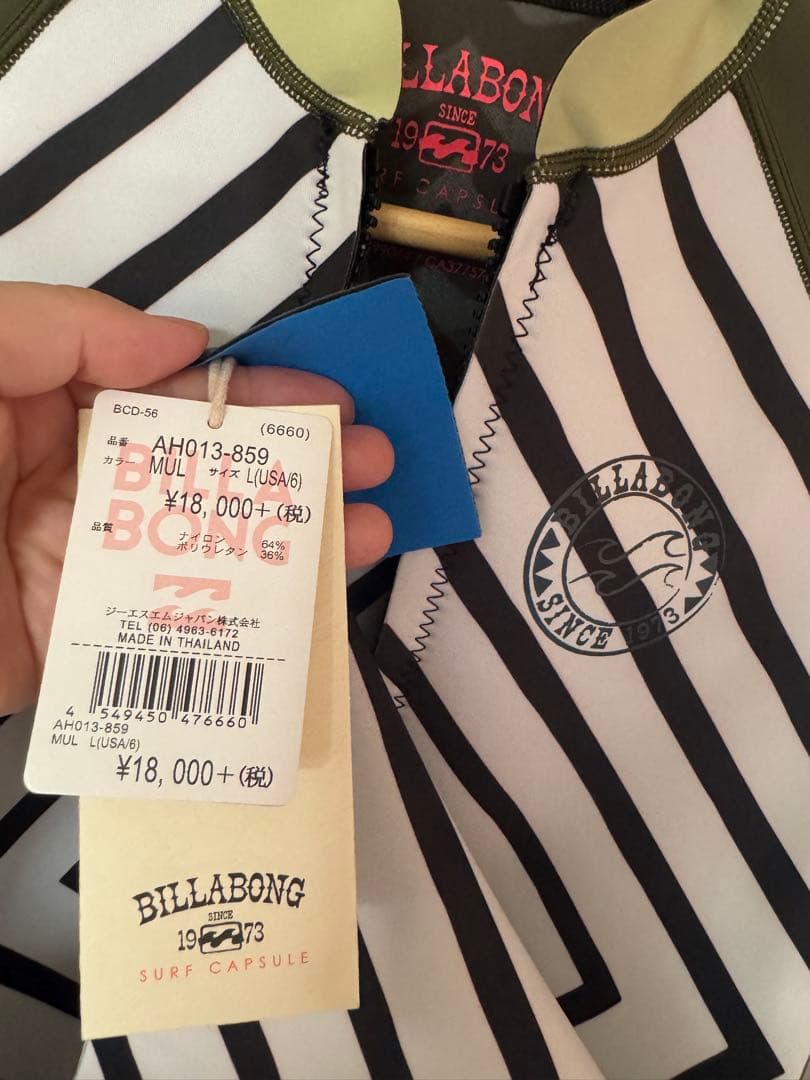 BILLABONG
SINCE
1973
SURF CAPSULE
BCD-56
(6660)
品番 AH013-859
カラー MUL サイズ L(USA/6)
BILLA
BONG
¥18,000+(税)
品質 ナイロン 64%
ポリウレタン 36%
ジーエスエムジャパン株式会社
TEL (06) 4963-6172
MADE IN THAILAND
4 549450 476660
AH013-859
MUL L(USA/6)
¥18,000+(税)
BILLABONG
SINCE
1973
SURF CAPSULE
BILLABONG
SINCE 1973